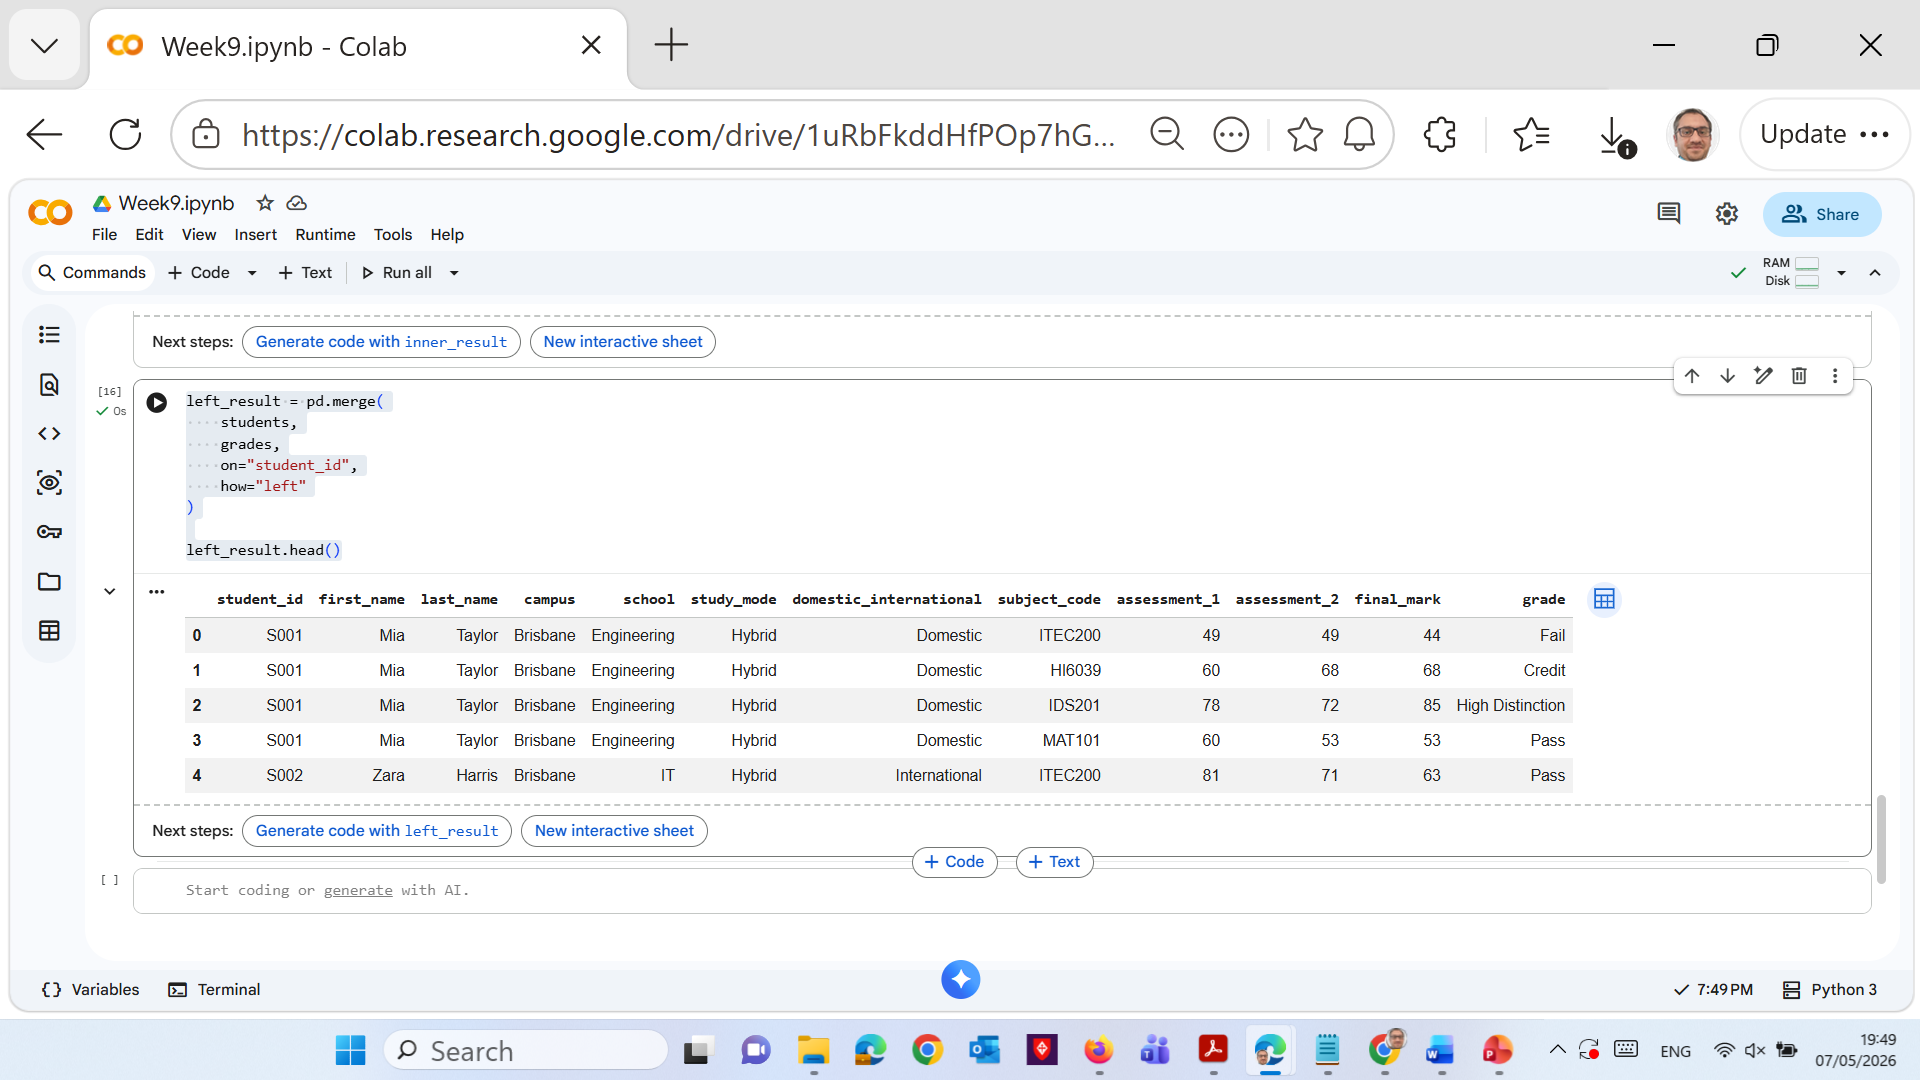 Week9.ipynb - Colab
https://colab.research.google.com/drive/1uRbFkddHfPOp7hG...
Update
Week9.ipynb
File Edit View Insert Runtime Tools Help
Share
Commands + Code + Text Run all
RAM
Disk
Next steps: Generate code with inner_result New interactive sheet
[16]
0s
left_result = pd.merge(
students,
grades,
on="student_id",
how="left"
)
left_result.head()
student_id first_name last_name campus school study_mode domestic_international subject_code assessment_1 assessment_2 final_mark grade
0 S001 Mia Taylor Brisbane Engineering Hybrid Domestic ITEC200 49 49 44 Fail
1 S001 Mia Taylor Brisbane Engineering Hybrid Domestic HI6039 60 68 68 Credit
2 S001 Mia Taylor Brisbane Engineering Hybrid Domestic IDS201 78 72 85 High Distinction
3 S001 Mia Taylor Brisbane Engineering Hybrid Domestic MAT101 60 53 53 Pass
4 S002 Zara Harris Brisbane IT Hybrid International ITEC200 81 71 63 Pass
Next steps: Generate code with left_result New interactive sheet
+ Code + Text
[ ]
Start coding or generate with AI.
{} Variables Terminal
7:49 PM Python 3
Search
ENG
19:49
07/05/2026